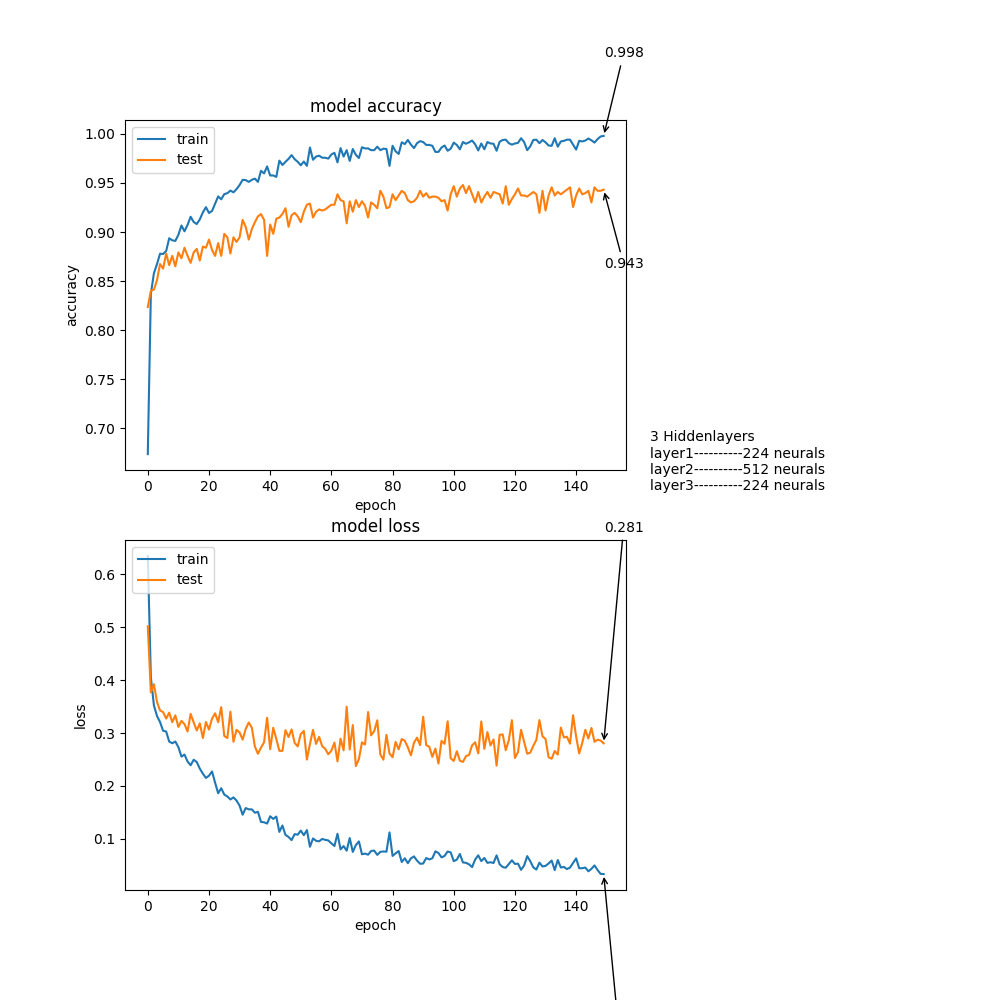 0.998
model accuracy
train
test
1.00
0.95
0.90
0.85
0.80
0.75
0.70
accuracy
0.943
0 20 40 60 80 100 120 140
epoch
3 Hiddenlayers
layer1----------224 neurals
layer2----------512 neurals
layer3----------224 neurals
model loss
0.281
train
test
0.6
0.5
0.4
0.3
0.2
0.1
loss
0 20 40 60 80 100 120 140
epoch